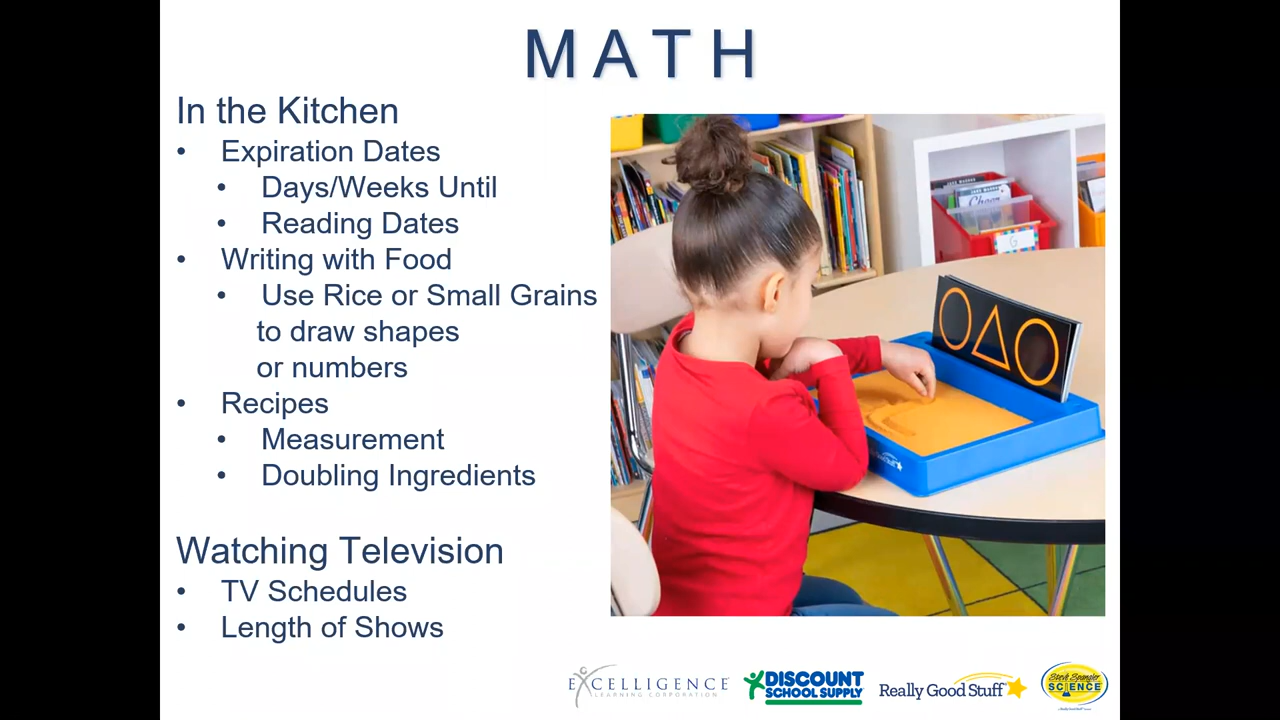 MATH
In the Kitchen
• Expiration Dates
• Days/Weeks Until
• Reading Dates
• Writing with Food
• Use Rice or Small Grains
to draw shapes
or numbers
• Recipes
• Measurement
• Doubling Ingredients
Watching Television
• TV Schedules
• Length of Shows
G
EXCELLIGENCE
LEARNING CORPORATION
DISCOUNT
SCHOOL SUPPLY
Really Good Stuff
Steve Spangler
SCIENCE